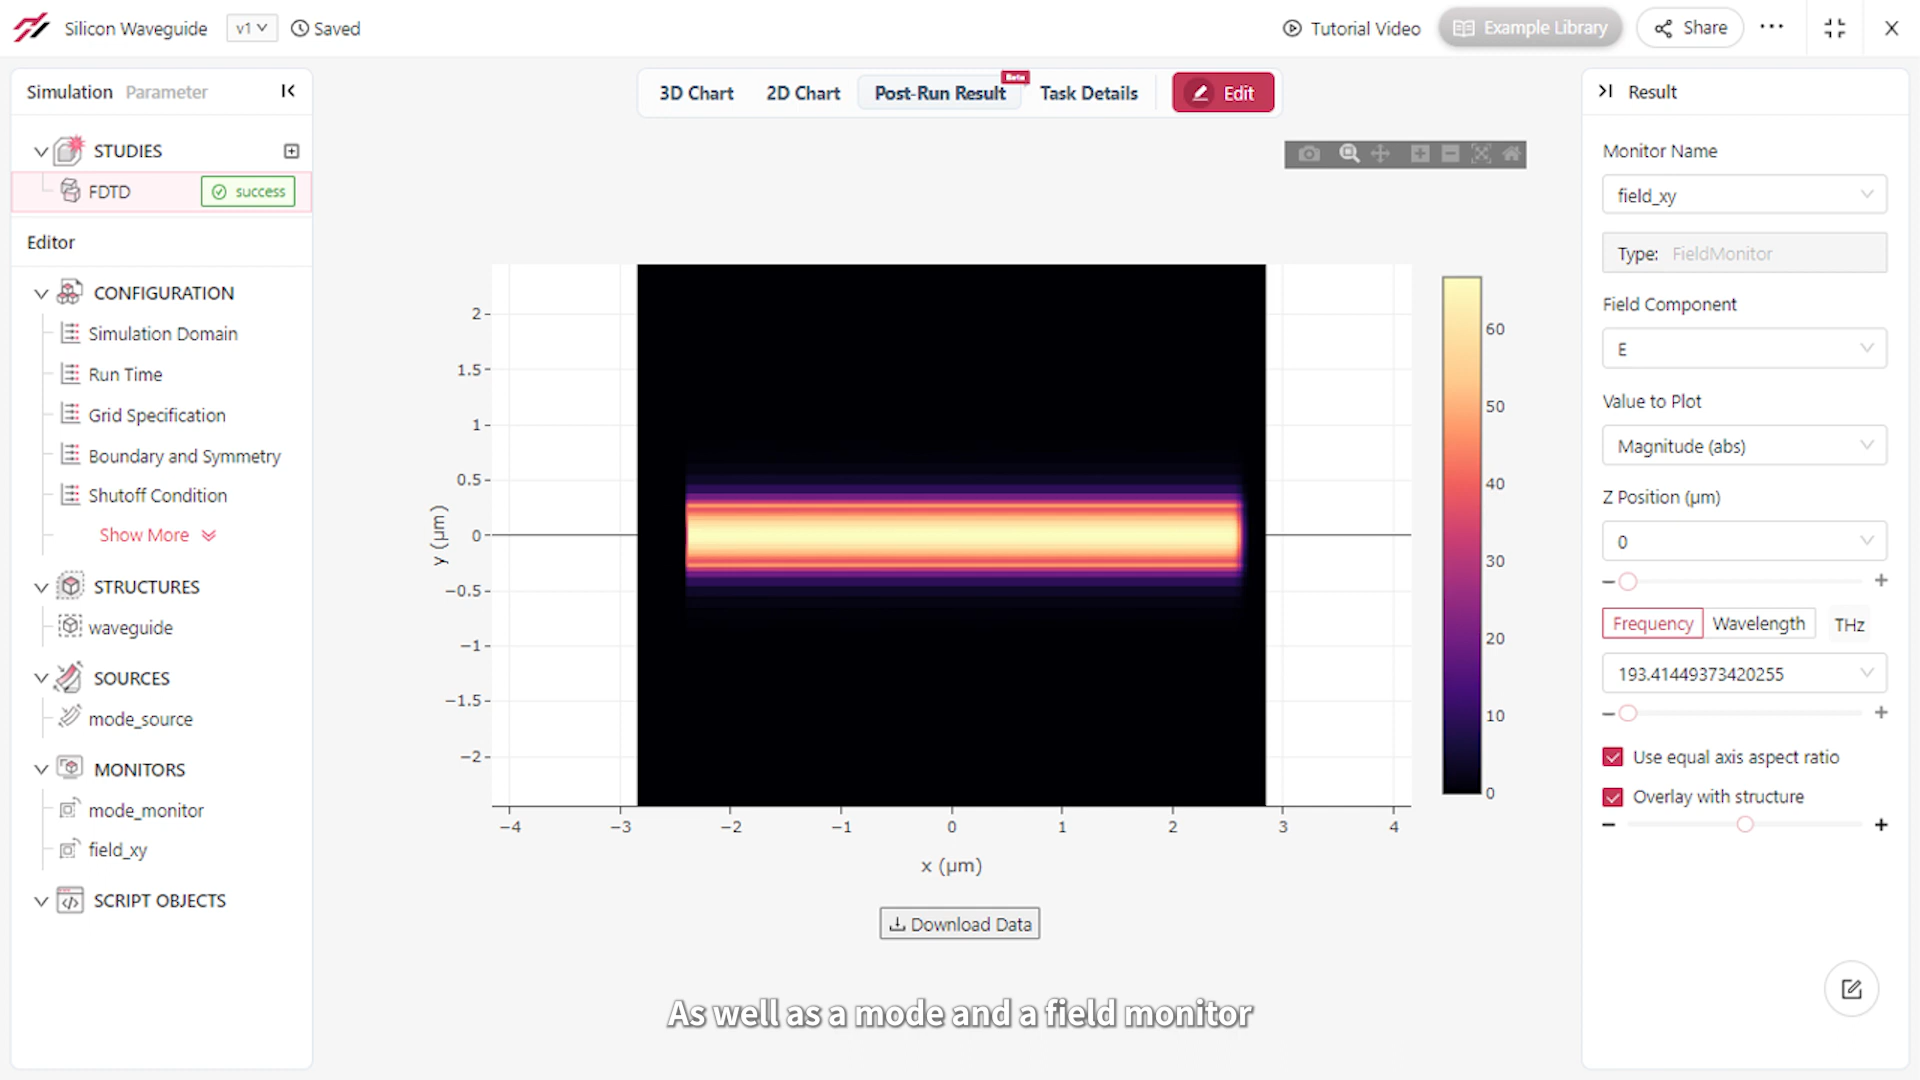 Silicon Waveguide
v1
Saved
Tutorial Video
Example Library
Share
Simulation
Parameter
STUDIES
FDTD
success
Editor
CONFIGURATION
Simulation Domain
Run Time
Grid Specification
Boundary and Symmetry
Shutoff Condition
Show More
STRUCTURES
waveguide
SOURCES
mode_source
MONITORS
mode_monitor
field_xy
SCRIPT OBJECTS
3D Chart
2D Chart
Post-Run Result
Beta
Task Details
Edit
2
1.5
1
0.5
0
−0.5
−1
−1.5
−2
y (µm)
−4
−3
−2
−1
0
1
2
3
4
x (µm)
60
50
40
30
20
10
0
Download Data
As well as a mode and a field monitor
Result
Monitor Name
field_xy
Type: FieldMonitor
Field Component
E
Value to Plot
Magnitude (abs)
Z Position (µm)
0
Frequency
Wavelength
THz
193.41449373420255
Use equal axis aspect ratio
Overlay with structure